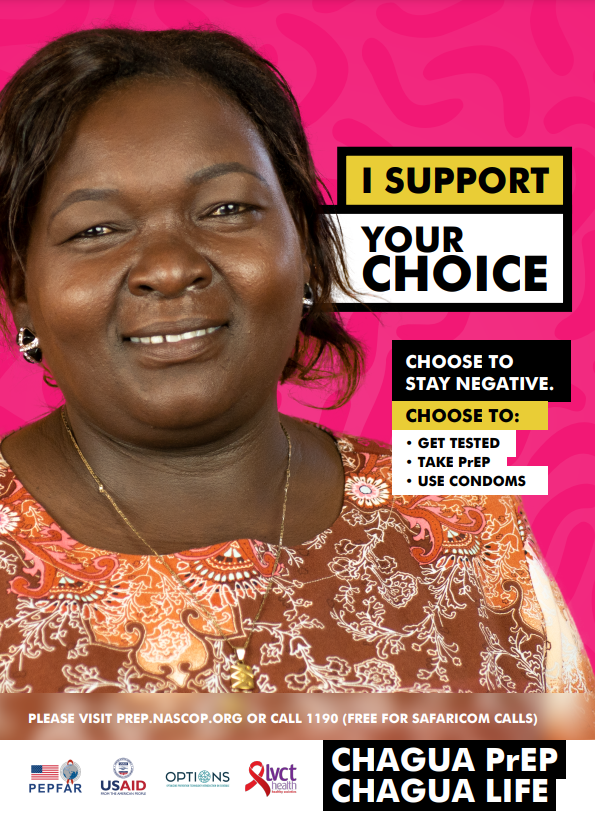 I SUPPORT
YOUR
CHOICE
CHOOSE TO
STAY NEGATIVE.
CHOOSE TO:
• GET TESTED
• TAKE PrEP
• USE CONDOMS
PLEASE VISIT PREP.NASCOP.ORG OR CALL 1190 (FREE FOR SAFARICOM CALLS)
PEPFAR
USAID
FROM THE AMERICAN PEOPLE
OPTIONS
lvct
health
CHAGUA PrEP
CHAGUA LIFE